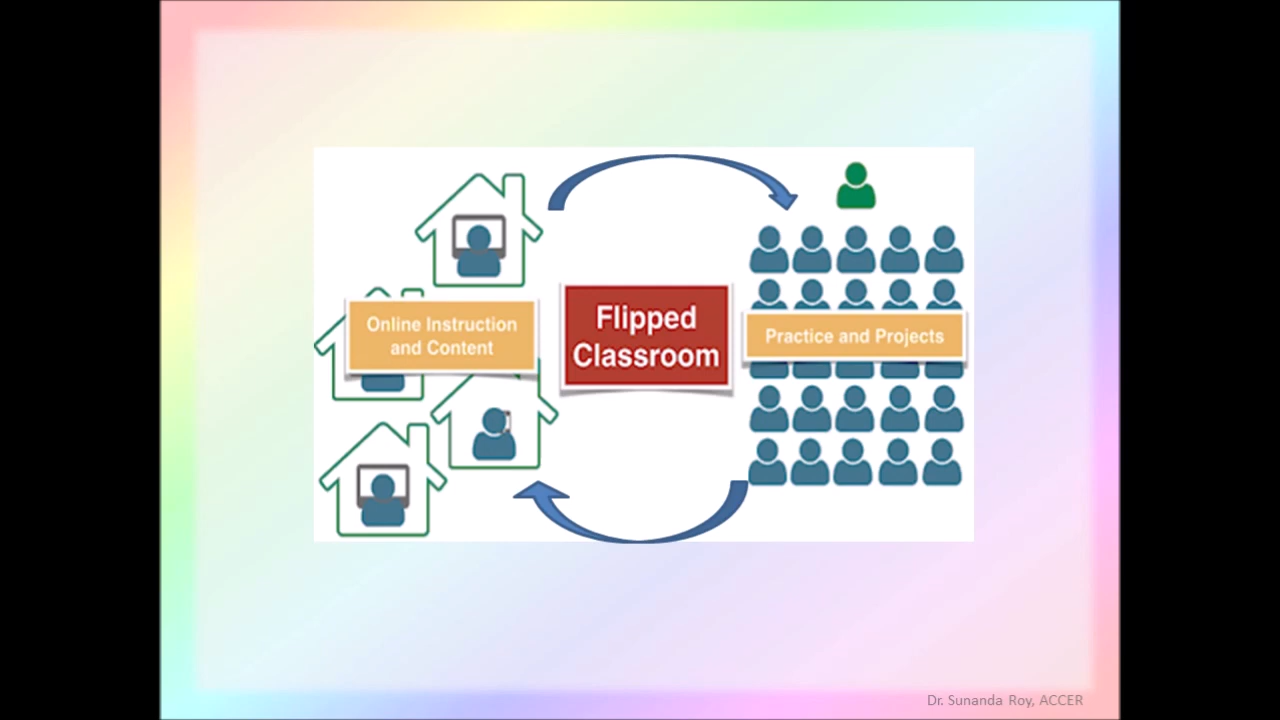 Online Instruction
and Content
Flipped
Classroom
Practice and Projects
Dr. Sunanda Roy, ACCER